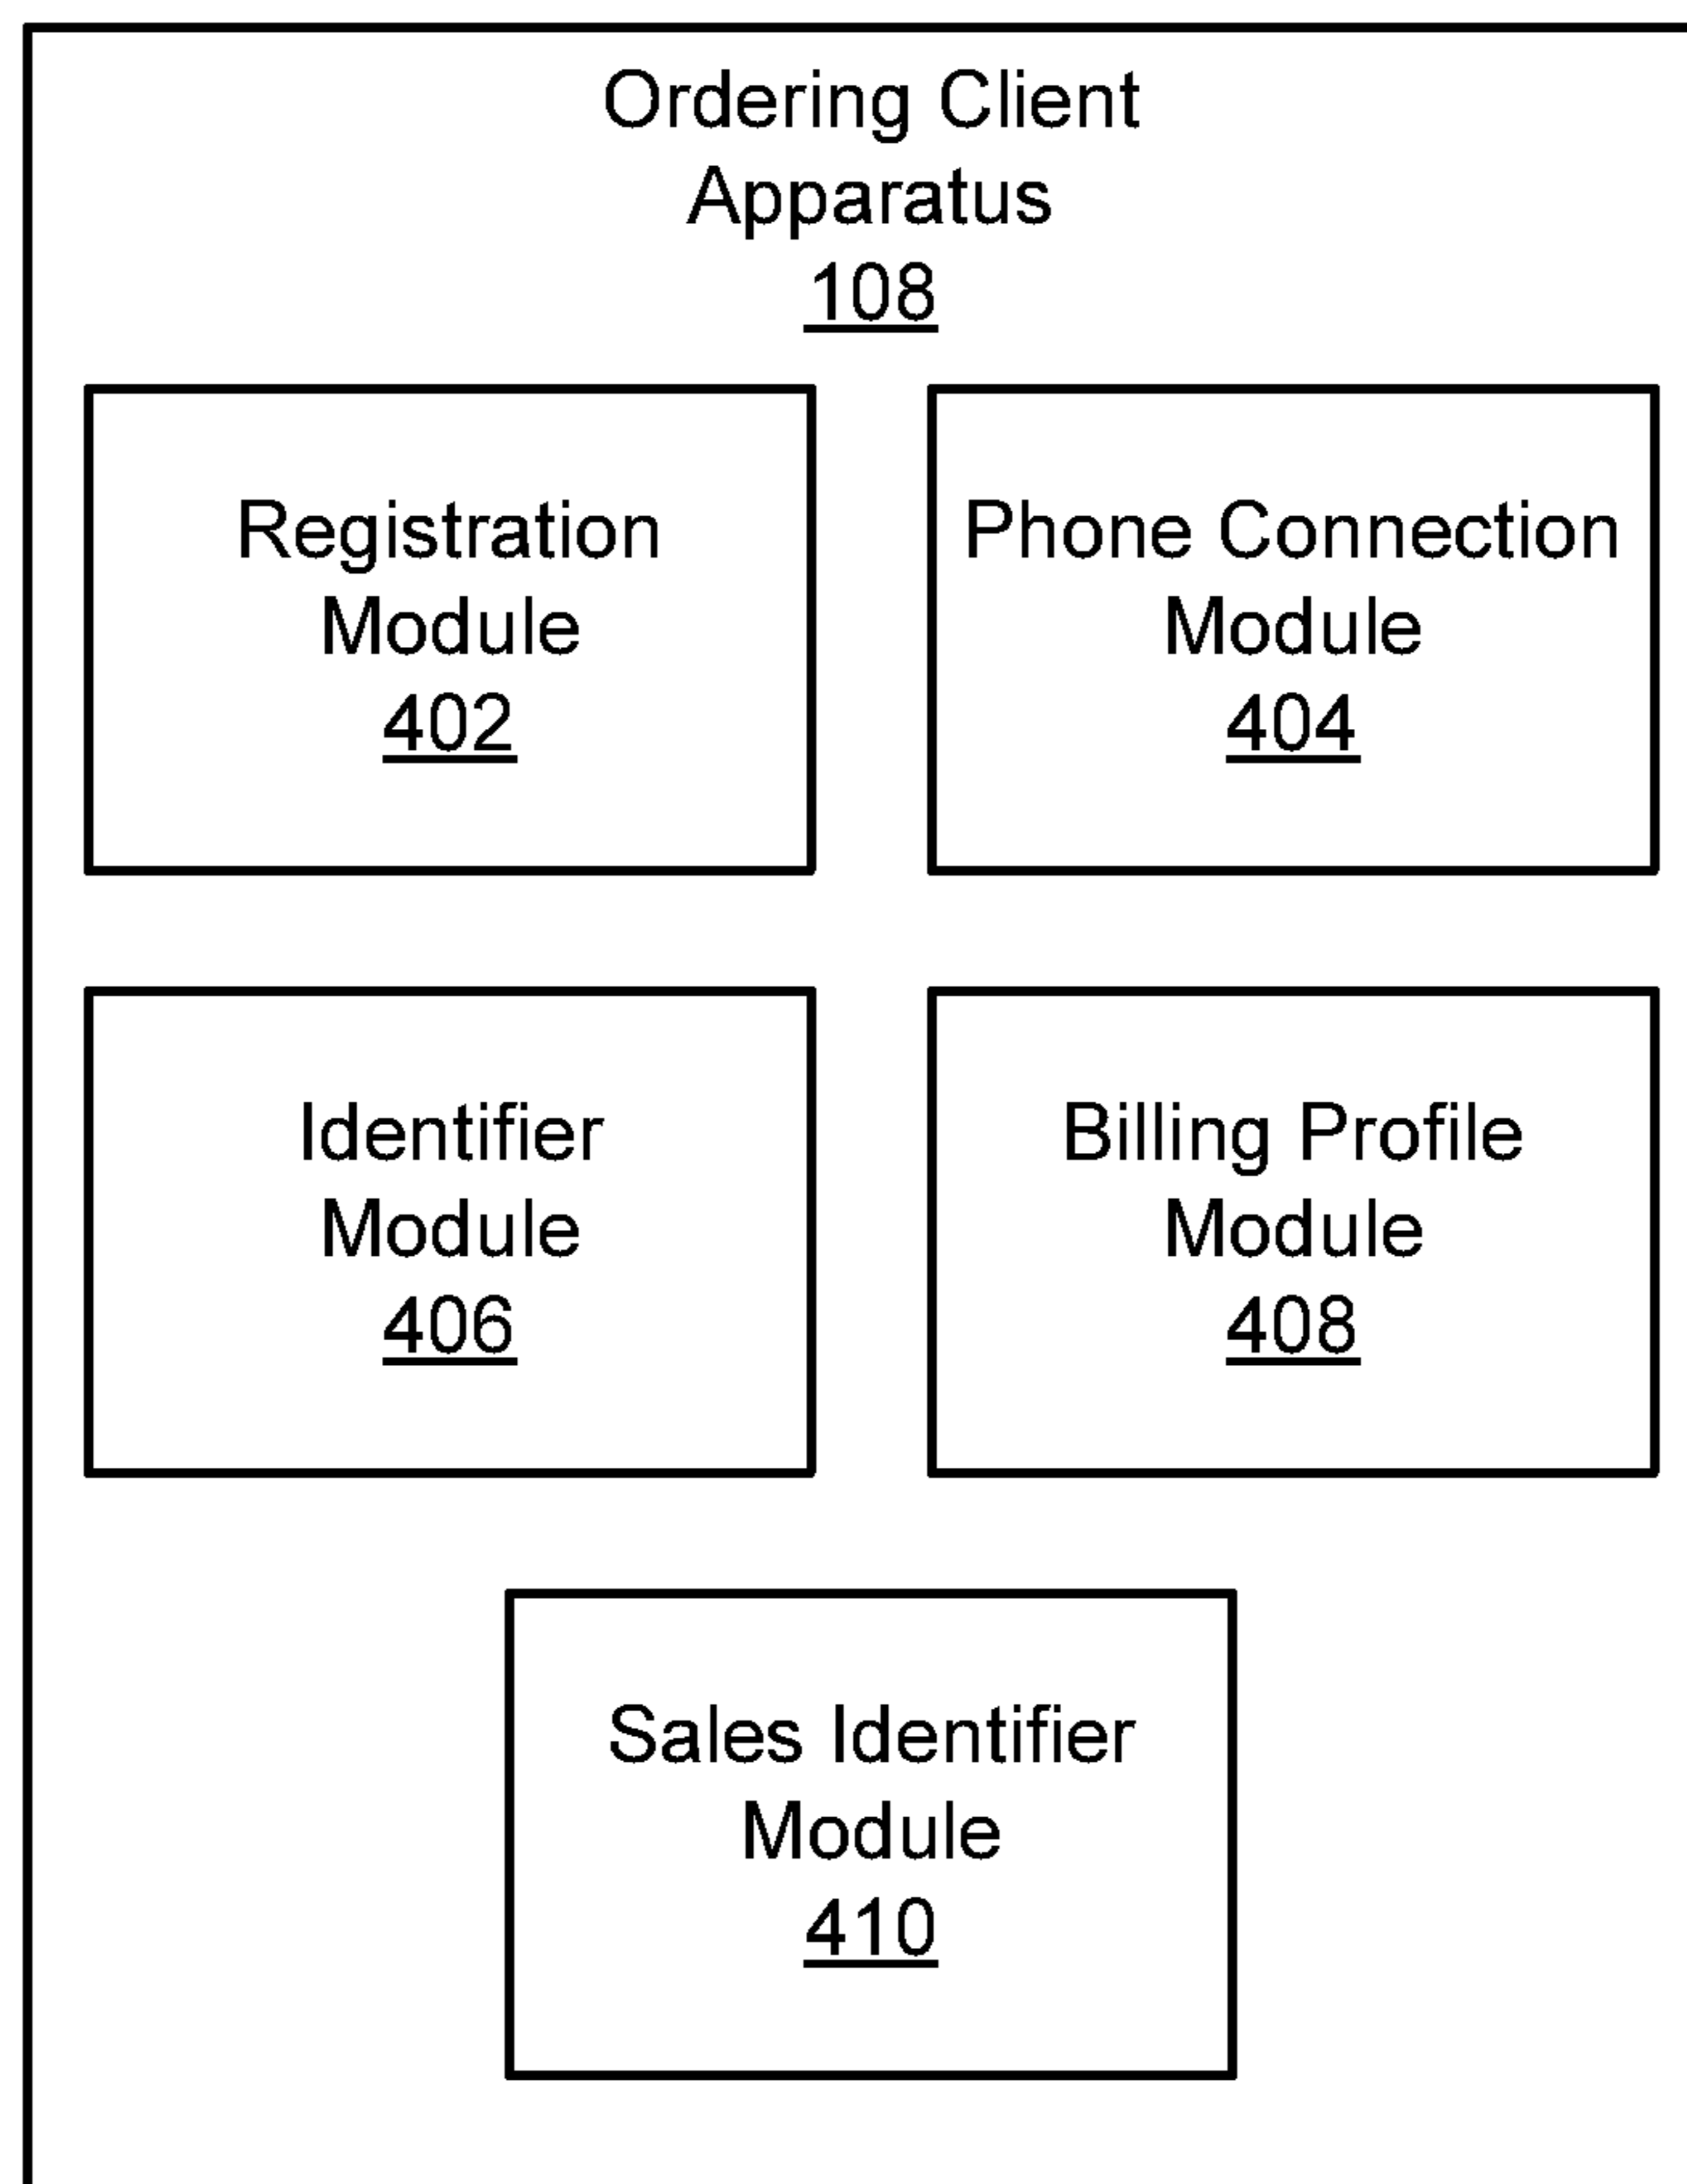 Ordering Client
Apparatus
108
Registration
Module
402
Phone Connection
Module
404
Identifier
Module
406
Billing Profile
Module
408
Sales Identifier
Module
410